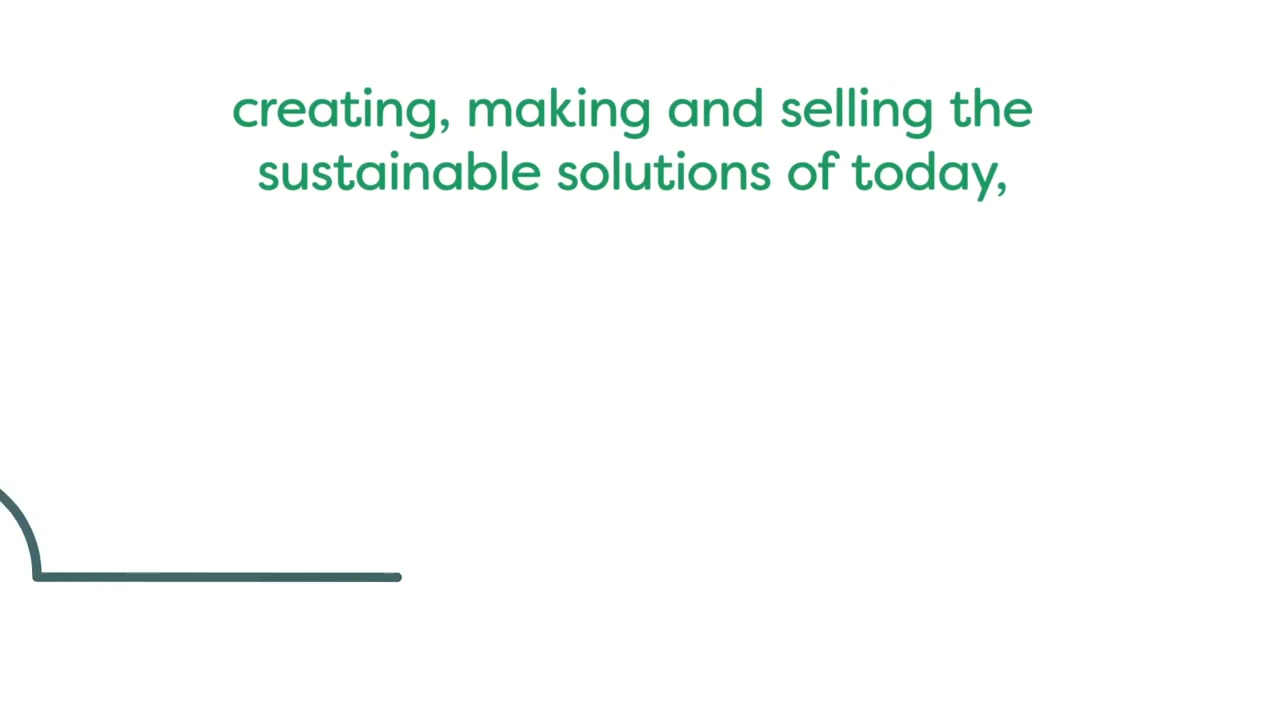 creating, making and selling the
sustainable solutions of today,